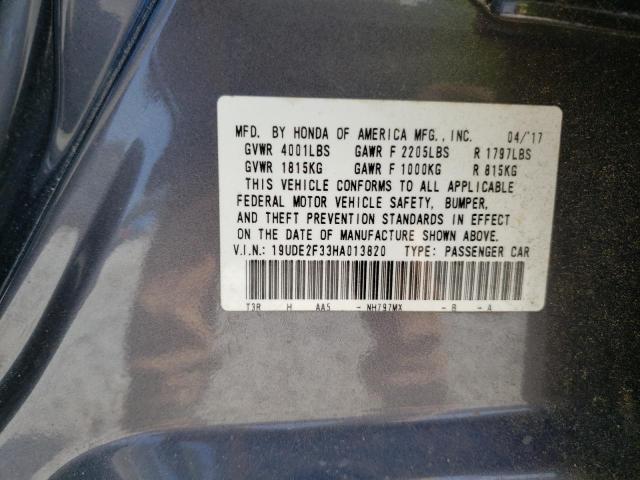 MFD. BY HONDA OF AMERICA MFG., INC. 04/'17
GVWR 4001LBS GAWR F 2205LBS R 1797LBS
GVWR 1815KG GAWR F 1000KG R 815KG
THIS VEHICLE CONFORMS TO ALL APPLICABLE
FEDERAL MOTOR VEHICLE SAFETY, BUMPER,
AND THEFT PREVENTION STANDARDS IN EFFECT
ON THE DATE OF MANUFACTURE SHOWN ABOVE.
V.I.N.: 19UDE2F33HA013820 TYPE: PASSENGER CAR
T3R H AA5 - NH797MX - B - A